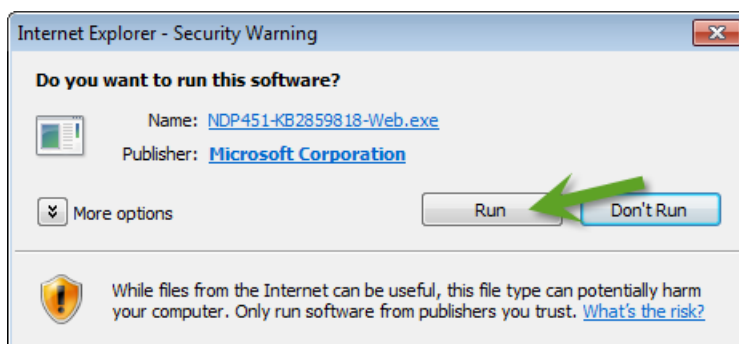 Internet Explorer - Security Warning
Do you want to run this software?
Name: NDP451-KB2859818-Web.exe
Publisher: Microsoft Corporation
More options
Run Don't Run
While files from the Internet can be useful, this file type can potentially harm
your computer. Only run software from publishers you trust. What's the risk?